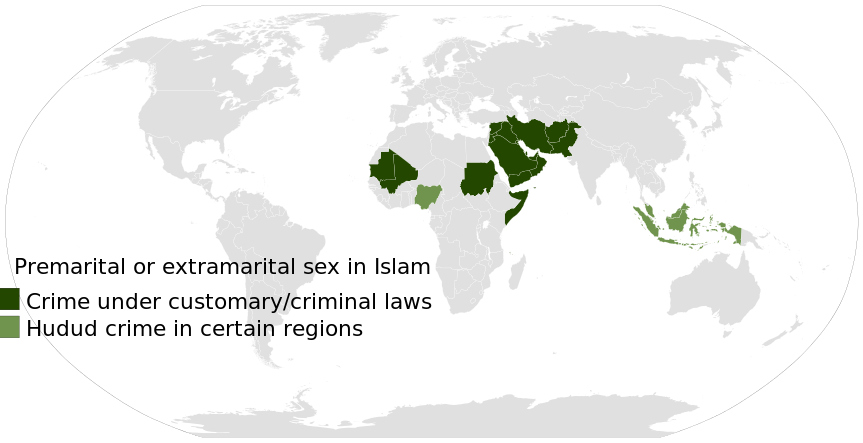 Premarital or extramarital sex in Islam
Crime under customary/criminal laws
Hudud crime in certain regions